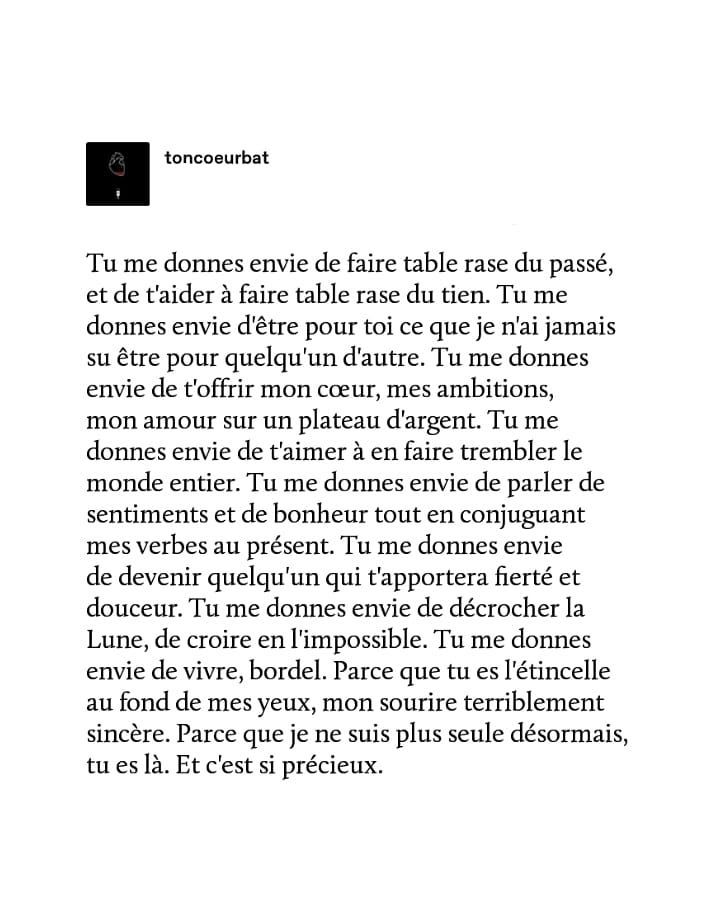 toncoeurbat
Tu me donnes envie de faire table rase du passé,
et de t'aider à faire table rase du tien. Tu me
donnes envie d'être pour toi ce que je n'ai jamais
su être pour quelqu'un d'autre. Tu me donnes
envie de t'offrir mon cœur, mes ambitions,
mon amour sur un plateau d'argent. Tu me
donnes envie de t'aimer à en faire trembler le
monde entier. Tu me donnes envie de parler de
sentiments et de bonheur tout en conjuguant
mes verbes au présent. Tu me donnes envie
de devenir quelqu'un qui t'apportera fierté et
douceur. Tu me donnes envie de décrocher la
Lune, de croire en l'impossible. Tu me donnes
envie de vivre, bordel. Parce que tu es l'étincelle
au fond de mes yeux, mon sourire terriblement
sincère. Parce que je ne suis plus seule désormais,
tu es là. Et c'est si précieux.